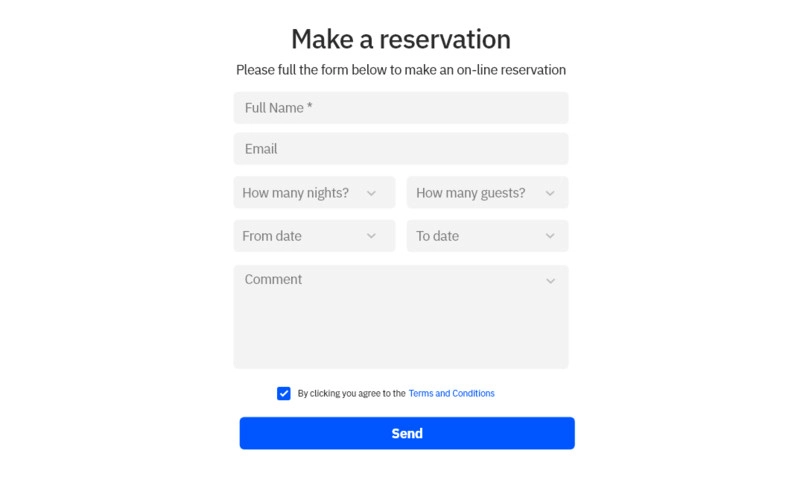 Make a reservation
Please full the form below to make an on-line reservation
Full Name *
Email
How many nights?
How many guests?
From date
To date
Comment
By clicking you agree to the Terms and Conditions
Send